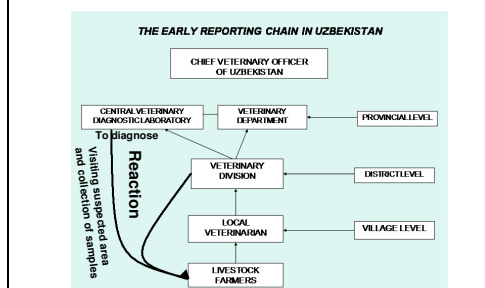 THE EARLY REPORTING CHAIN IN UZBEKISTAN
CHIEF VETERNARY OFFICER
OF UZBEKISTAN
CENTRAL VETERINARY
DIAGNOSTIC LABORATORY
VETERINARY
DEPARTMENT
PROVINCIAL LEVEL
To diagnose
Reaction
Visiting suspected area
and collection of samples
VETERINARY
DIVISION
DISTRICT LEVEL
LOCAL
VETERINARIAN
VILLAGE LEVEL
LIVESTOCK
FARMERS